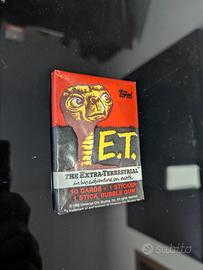 Topps
E.T.
THE EXTRA-TERRESTRIAL
in his adventure on earth
10 CARDS • 1 STICKER
1 STICK BUBBLE GUM
subito